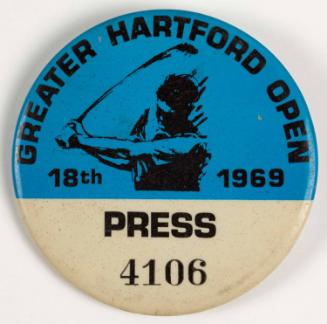 GREATER HARTFORD OPEN
18th 1969
PRESS
4106